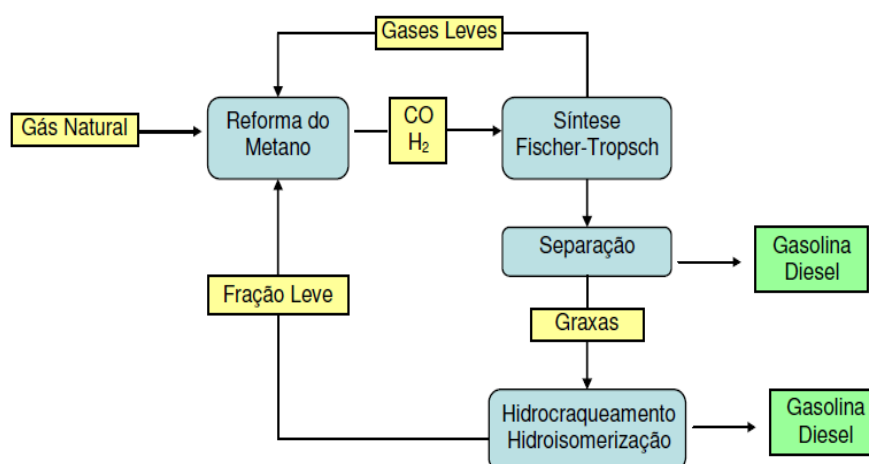 Gases Leves
Gás Natural
Reforma do
Metano
CO
H₂
Síntese
Fischer-Tropsch
Separação
Gasolina
Diesel
Fração Leve
Graxas
Hidrocraqueamento
Hidroisomerização
Gasolina
Diesel